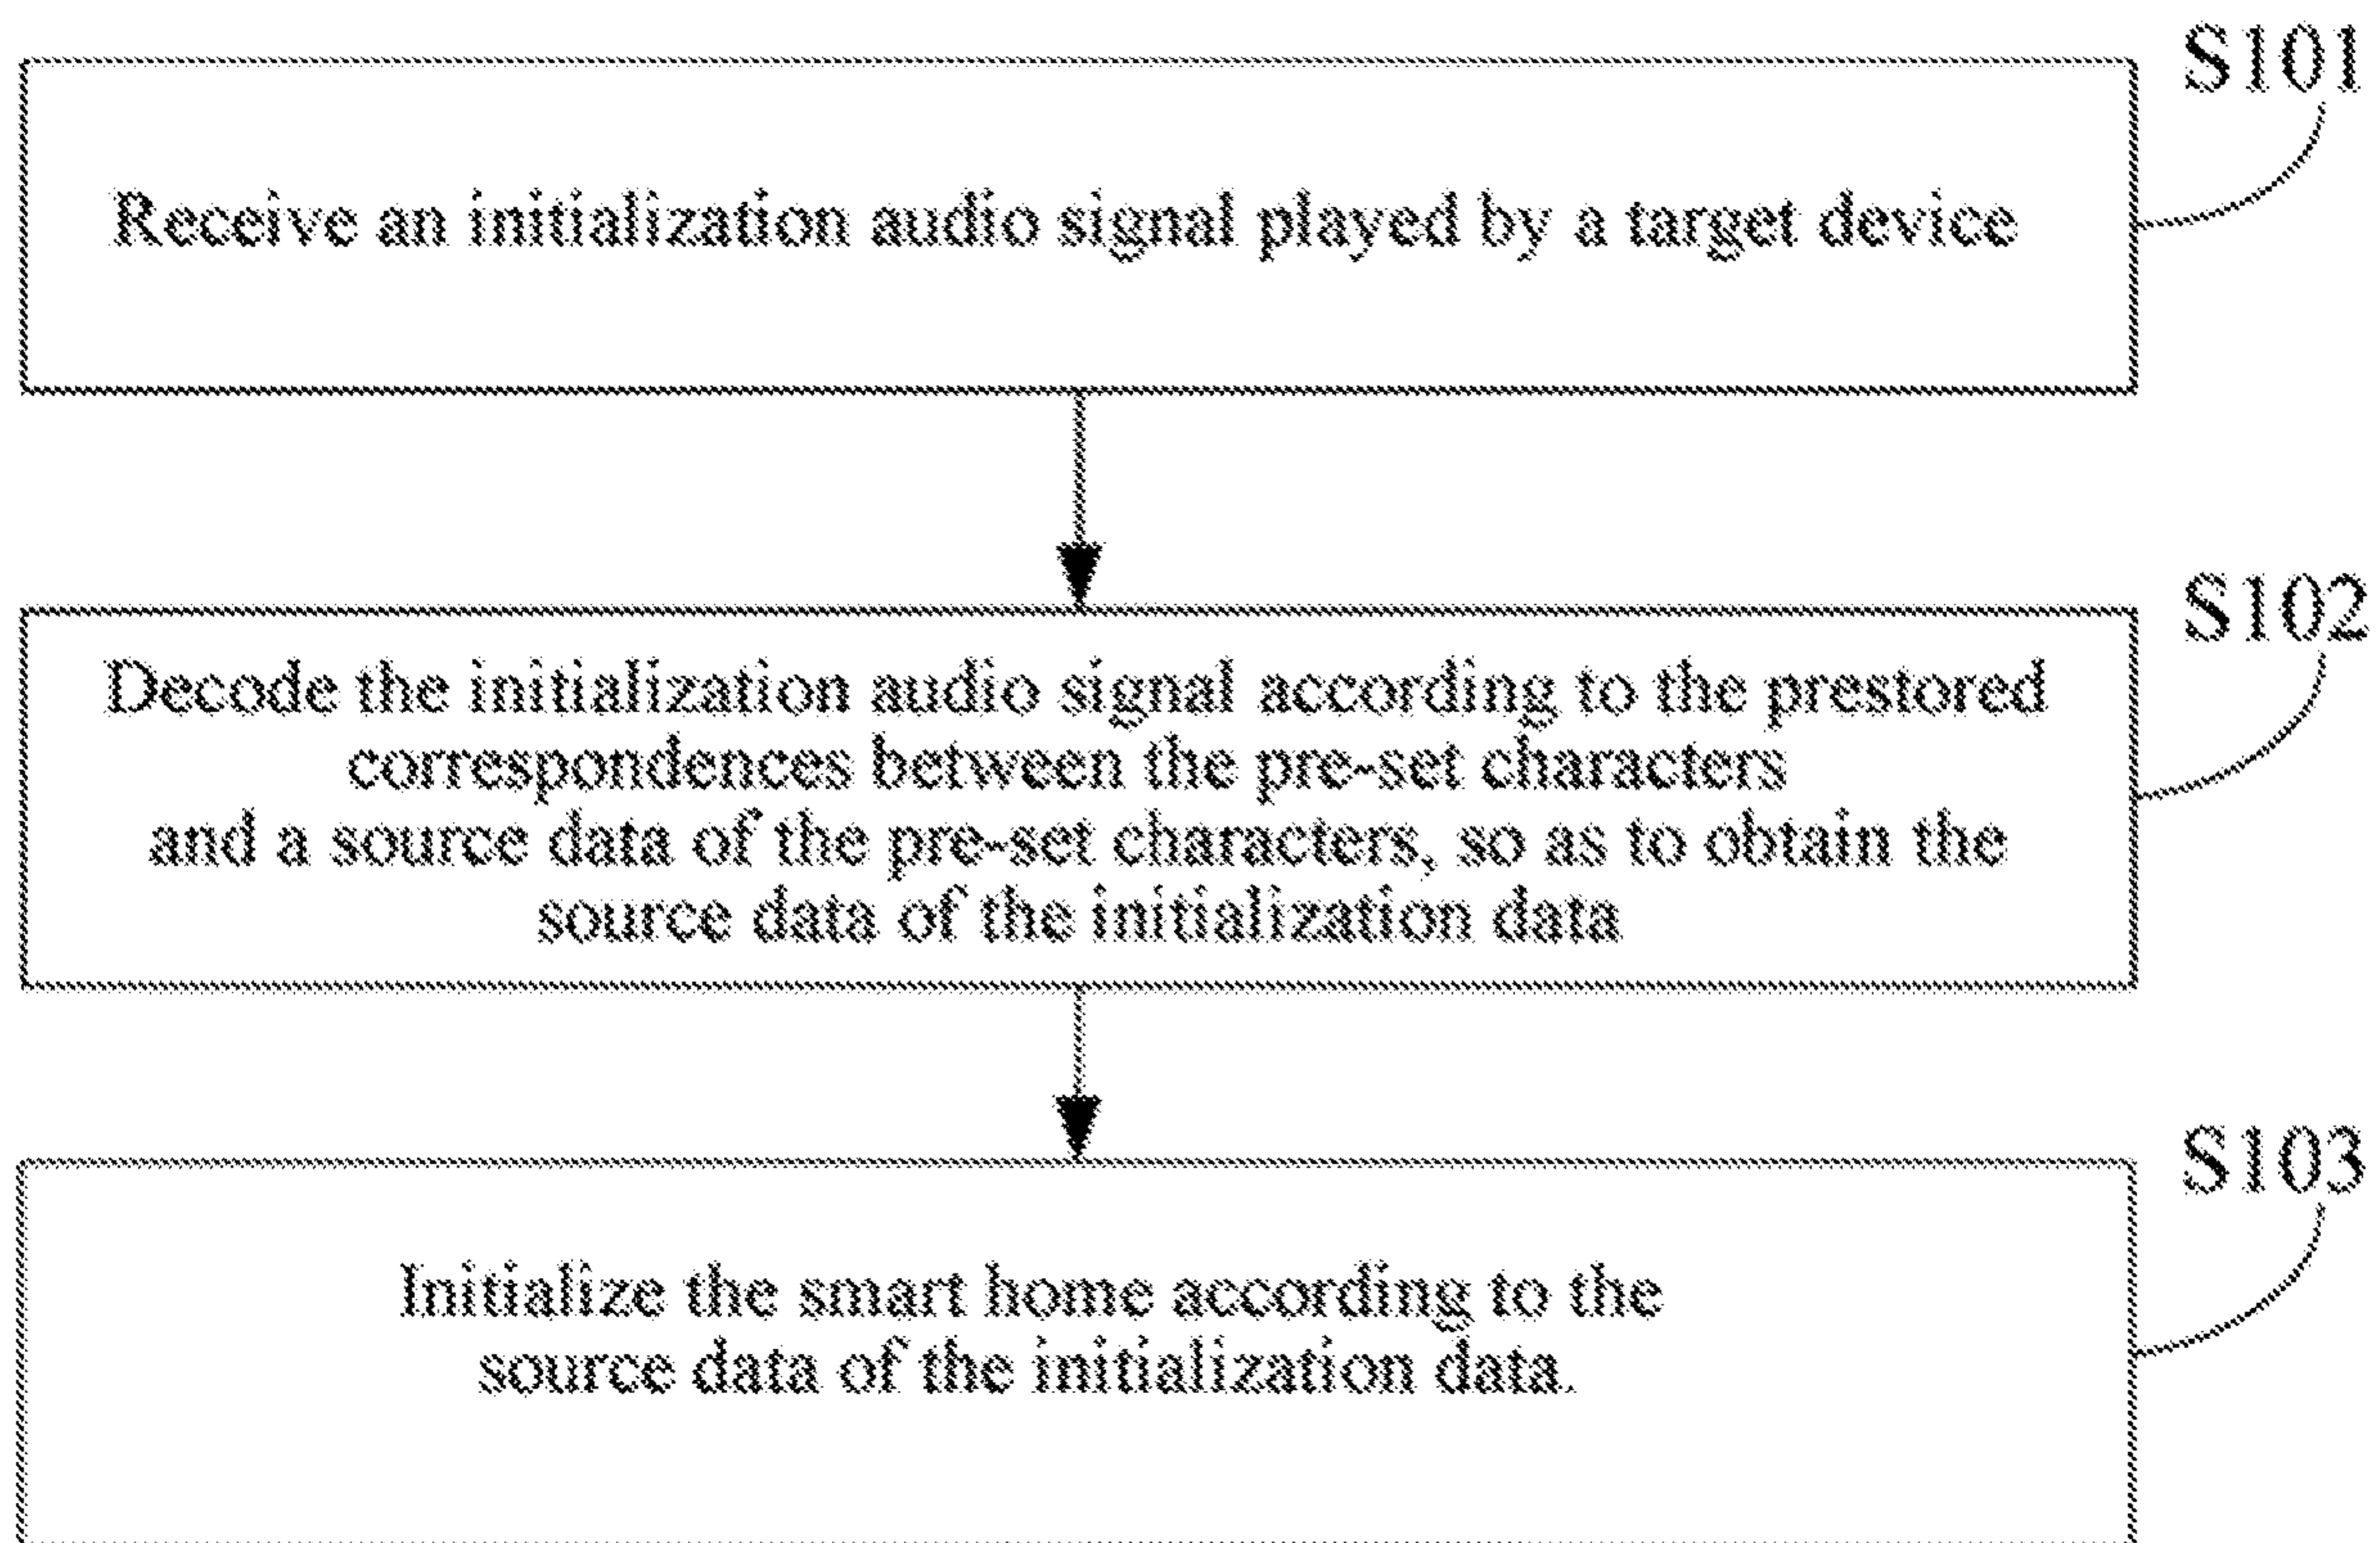 S101
Receive an initialization audio signal played by a target device
S102
Decode the initialization audio signal according to the prestored
correspondences between the pre-set characters
and a source data of the pre-set characters, so as to obtain the
source data of the initialization data
S103
Initialize the smart home according to the
source data of the initialization data.